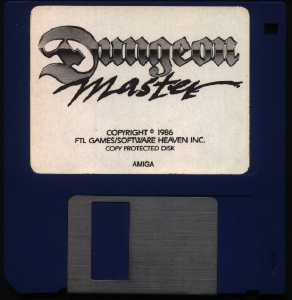 Dungeon
Master
COPYRIGHT © 1986
FTL GAMES/SOFTWARE HEAVEN INC.
COPY PROTECTED DISK
AMIGA